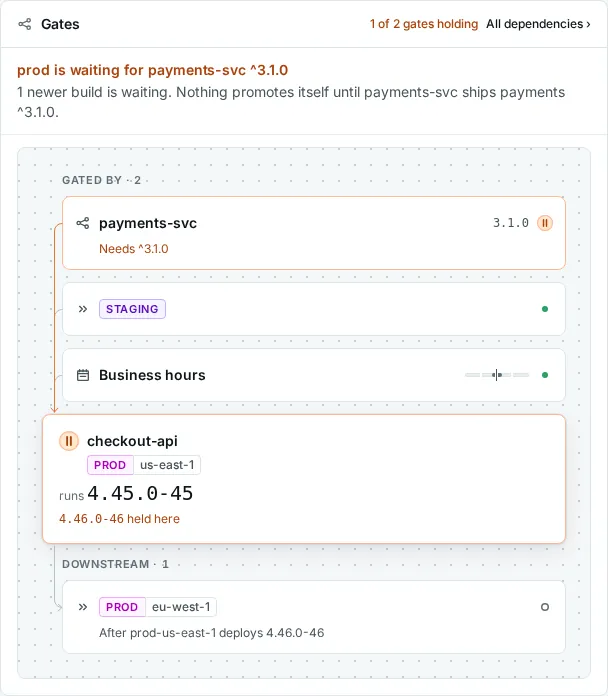 Gates
1 of 2 gates holding All dependencies ›
prod is waiting for payments-svc ^3.1.0
1 newer build is waiting. Nothing promotes itself until payments-svc ships payments
^3.1.0.
GATED BY · 2
payments-svc 3.1.0
Needs ^3.1.0
STAGING
Business hours
checkout-api
PROD us-east-1
runs 4.45.0-45
4.46.0-46 held here
DOWNSTREAM · 1
PROD eu-west-1
After prod-us-east-1 deploys 4.46.0-46